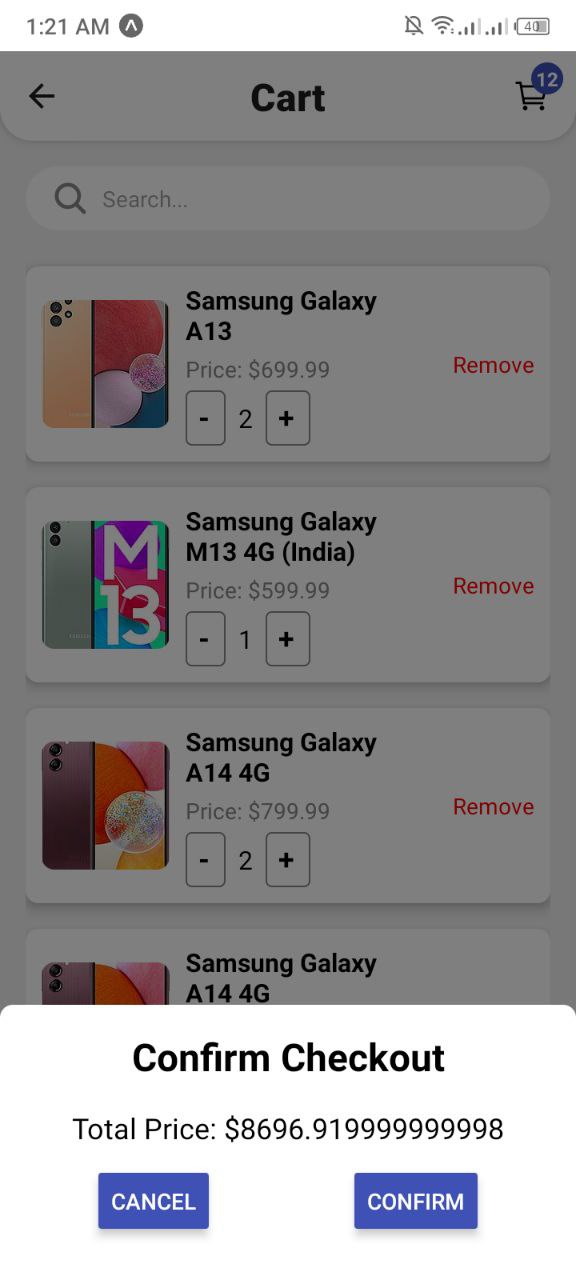 1:21 AM
40
Cart
12
Search...
Samsung Galaxy
A13
Price: $699.99
Remove
- 2 +
Samsung Galaxy
M13 4G (India)
Price: $599.99
Remove
- 1 +
M
13
Samsung Galaxy
A14 4G
Price: $799.99
Remove
- 2 +
Samsung Galaxy
A14 4G
Confirm Checkout
Total Price: $8696.919999999998
CANCEL
CONFIRM